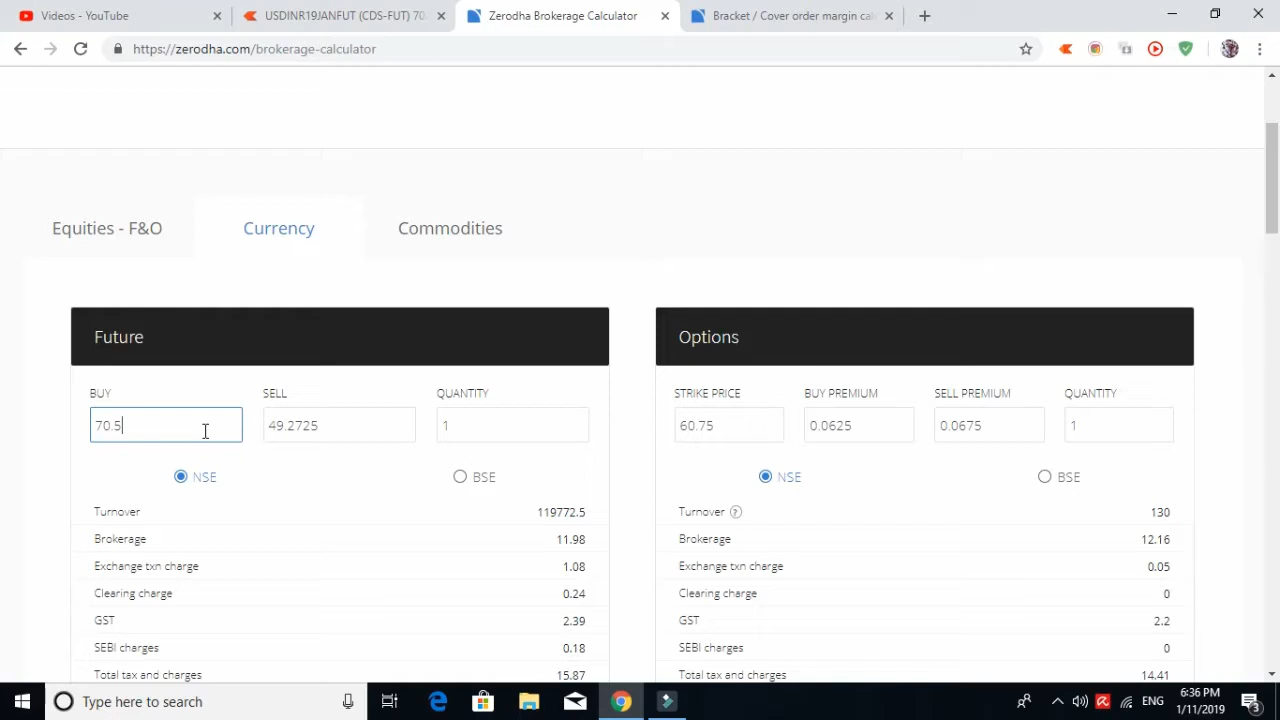 Videos - YouTube
USDINR19JANFUT (CDS-FUT) 70.
Zerodha Brokerage Calculator
Bracket / Cover order margin cal
https://zerodha.com/brokerage-calculator
Equities - F&O
Currency
Commodities
Future
BUY
SELL
QUANTITY
70.5
49.2725
1
NSE
BSE
Turnover
119772.5
Brokerage
11.98
Exchange txn charge
1.08
Clearing charge
0.24
GST
2.39
SEBI charges
0.18
Total tax and charges
15.87
Options
STRIKE PRICE
BUY PREMIUM
SELL PREMIUM
QUANTITY
60.75
0.0625
0.0675
1
NSE
BSE
Turnover ?
130
Brokerage
12.16
Exchange txn charge
0.05
Clearing charge
0
GST
2.2
SEBI charges
0
Total tax and charges
14.41
Type here to search
ENG
6:36 PM
1/11/2019
3